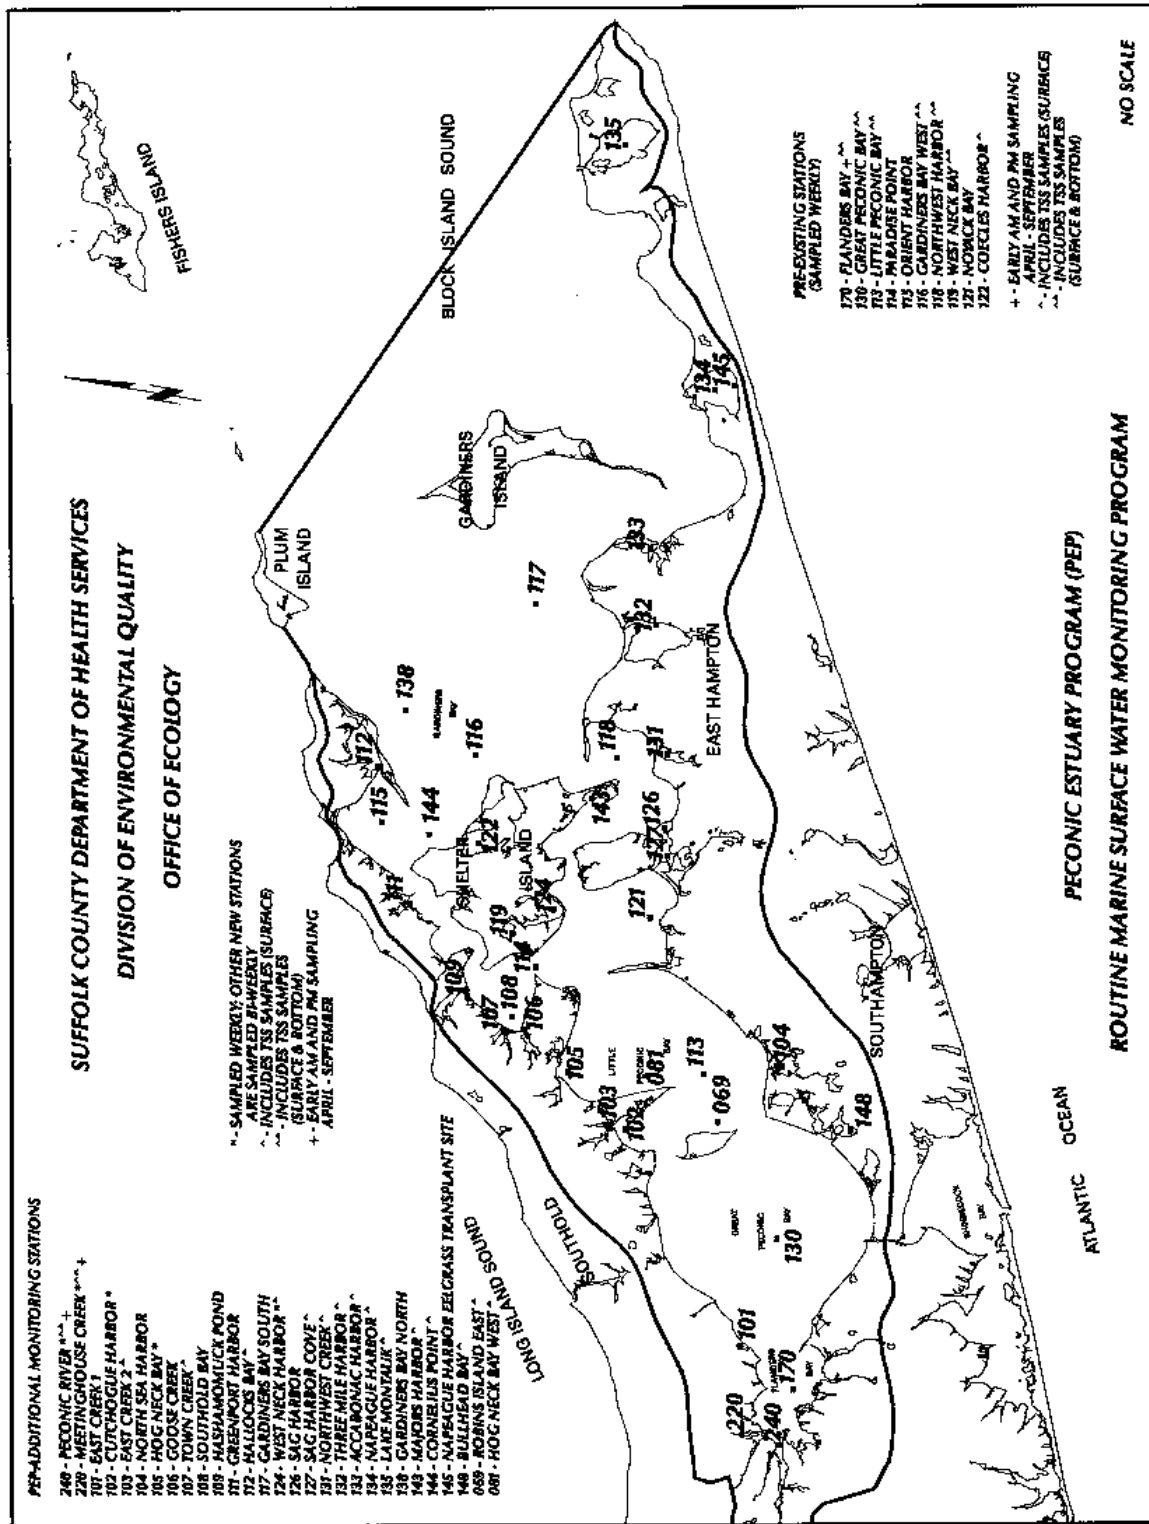 SUFFOLK COUNTY DEPARTMENT OF HEALTH SERVICES
DIVISION OF ENVIRONMENTAL QUALITY
OFFICE OF ECOLOGY
PEP ADDITIONAL MONITORING STATIONS
240 - PECONIC RIVER *^^ +
220 - MEETINGHOUSE CREEK *^^ +
101 - EAST CREEK 1
102 - CUTCHOGUE HARBOR *
103 - EAST CREEK 2 ^
104 - NORTH SEA HARBOR
105 - HOG NECK BAY *
106 - GOOSE CREEK
107 - TOWN CREEK ^
108 - SOUTHOLD BAY
109 - HASHAMOMUCK POND
111 - GREENPORT HARBOR
112 - HALLOCKS BAY ^
117 - GARDINERS BAY SOUTH
124 - WEST NECK HARBOR *^
126 - SAG HARBOR
127 - SAG HARBOR COVE ^
131 - NORTHWEST CREEK ^
132 - THREE MILE HARBOR ^
133 - ACCABONAC HARBOR ^
134 - NAPEAGUE HARBOR ^
135 - LAKE MONTAUK ^
138 - GARDINERS BAY NORTH
143 - MAJORS HARBOR ^
144 - CORNELIUS POINT ^
145 - NAPEAGUE HARBOR EELGRASS TRANSPLANT SITE
148 - BULLHEAD BAY ^
069 - ROBINS ISLAND EAST ^
081 - HOG NECK BAY WEST ^
* - SAMPLED WEEKLY; OTHER NEW STATIONS
ARE SAMPLED BI-WEEKLY
^ - INCLUDES TSS SAMPLES (SURFACE)
^^ - INCLUDES TSS SAMPLES
(SURFACE & BOTTOM)
+ - EARLY AM AND PM SAMPLING
APRIL - SEPTEMBER
FISHERS ISLAND
BLOCK ISLAND SOUND
PLUM
ISLAND
GARDINERS
ISLAND
LONG ISLAND SOUND
SOUTHOLD
SHELTER
ISLAND
GARDINERS
BAY
LITTLE
PECONIC
BAY
GREAT
PECONIC
BAY
FLANDERS
BAY
SHINNECOCK
BAY
EAST HAMPTON
SOUTHAMPTON
ATLANTIC OCEAN
112
115
138
116
144
117
111
122
119
124
114
109
107
108
106
105
103
102
081
113
069
104
148
130
101
170
220
240
121
127
126
143
118
131
132
133
134
145
135
PRE-EXISTING STATIONS
(SAMPLED WEEKLY)
170 - FLANDERS BAY + ^^
130 - GREAT PECONIC BAY ^^
113 - LITTLE PECONIC BAY ^^
114 - PARADISE POINT
115 - ORIENT HARBOR
116 - GARDINERS BAY WEST ^^
118 - NORTHWEST HARBOR ^^
119 - WEST NECK BAY ^^
121 - NOYACK BAY
122 - COECLES HARBOR ^
+ - EARLY AM AND PM SAMPLING
APRIL - SEPTEMBER
^ - INCLUDES TSS SAMPLES (SURFACE)
^^ - INCLUDES TSS SAMPLES
(SURFACE & BOTTOM)
PECONIC ESTUARY PROGRAM (PEP)
ROUTINE MARINE SURFACE WATER MONITORING PROGRAM
NO SCALE